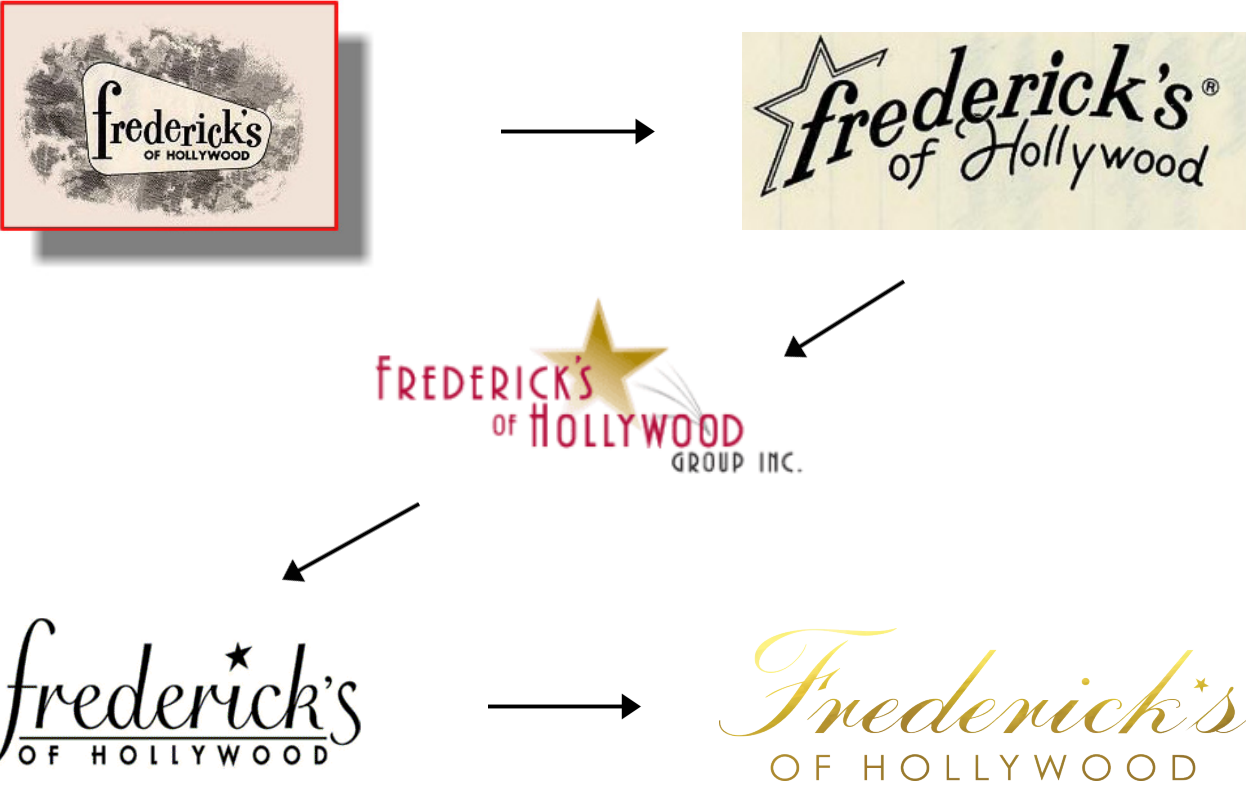 frederick's
OF HOLLYWOOD
frederick's®
of Hollywood
FREDERICK'S
OF HOLLYWOOD
GROUP INC.
frederick's
OF HOLLYWOOD
Frederick's
OF HOLLYWOOD